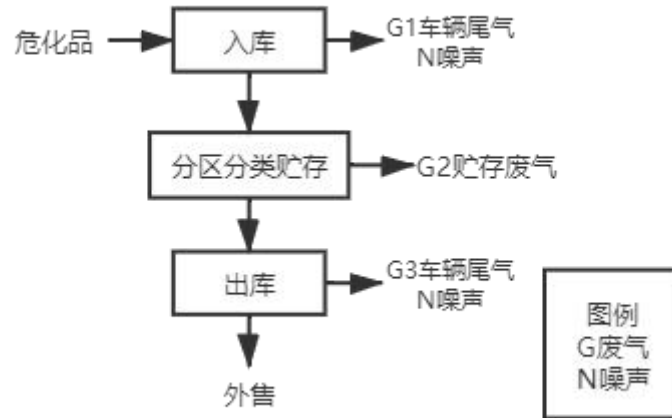 危化品
入库
G1车辆尾气
N噪声
分区分类贮存
G2贮存废气
出库
G3车辆尾气
N噪声
外售
图例
G废气
N噪声